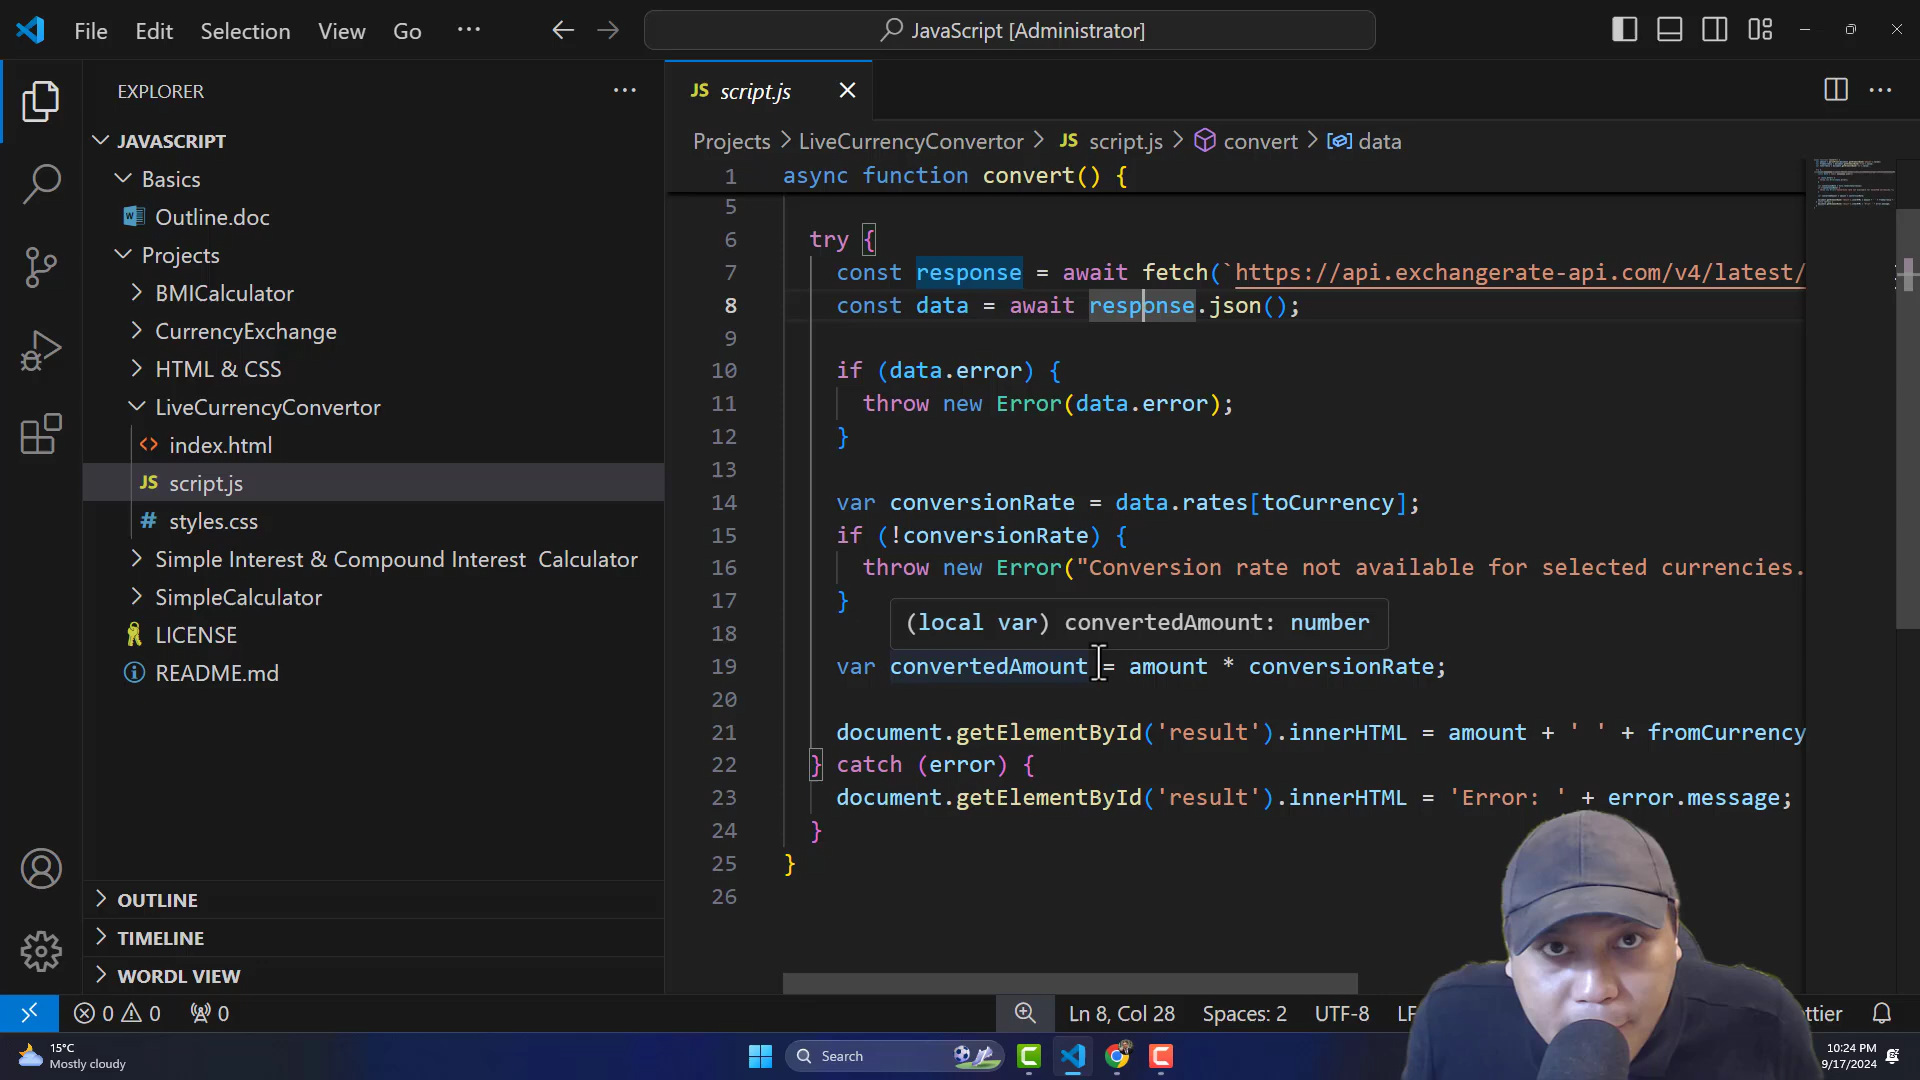 File Edit Selection View Go ···
JavaScript [Administrator]
EXPLORER
JAVASCRIPT
Basics
Outline.doc
Projects
BMICalculator
CurrencyExchange
HTML & CSS
LiveCurrencyConvertor
index.html
JS script.js
# styles.css
Simple Interest & Compound Interest Calculator
SimpleCalculator
LICENSE
README.md
OUTLINE
TIMELINE
WORDL VIEW
JS script.js
Projects > LiveCurrencyConvertor > JS script.js > convert > data
1 async function convert() {
5
6 try {
7 const response = await fetch(`https://api.exchangerate-api.com/v4/latest/
8 const data = await response.json();
9
10 if (data.error) {
11 throw new Error(data.error);
12 }
13
14 var conversionRate = data.rates[toCurrency];
15 if (!conversionRate) {
16 throw new Error("Conversion rate not available for selected currencies.
17 }
(local var) convertedAmount: number
18
19 var convertedAmount = amount * conversionRate;
20
21 document.getElementById('result').innerHTML = amount + ' ' + fromCurrency
22 } catch (error) {
23 document.getElementById('result').innerHTML = 'Error: ' + error.message;
24 }
25 }
26
0 0 0
Ln 8, Col 28 Spaces: 2 UTF-8 LF
15°C
Mostly cloudy
Search
10:24 PM
9/17/2024